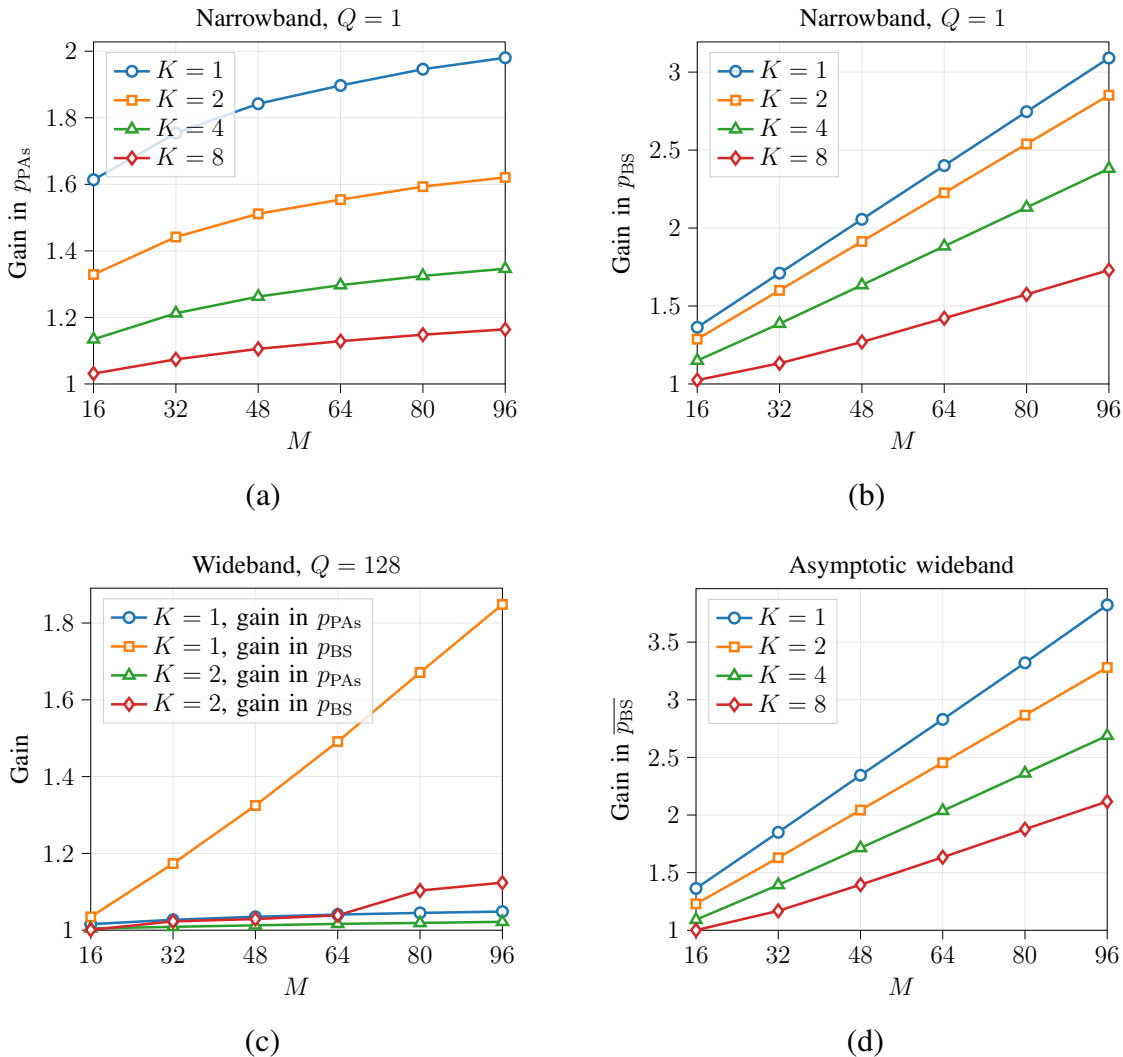 Narrowband, Q = 1
Gain in p_PAs
2
1.8
1.6
1.4
1.2
1
K = 1
K = 2
K = 4
K = 8
16 32 48 64 80 96
M
(a)
Narrowband, Q = 1
Gain in p_BS
3
2.5
2
1.5
1
K = 1
K = 2
K = 4
K = 8
16 32 48 64 80 96
M
(b)
Wideband, Q = 128
Gain
1.8
1.6
1.4
1.2
1
K = 1, gain in p_PAs
K = 1, gain in p_BS
K = 2, gain in p_PAs
K = 2, gain in p_BS
16 32 48 64 80 96
M
(c)
Asymptotic wideband
Gain in p̅_BS
3.5
3
2.5
2
1.5
1
K = 1
K = 2
K = 4
K = 8
16 32 48 64 80 96
M
(d)